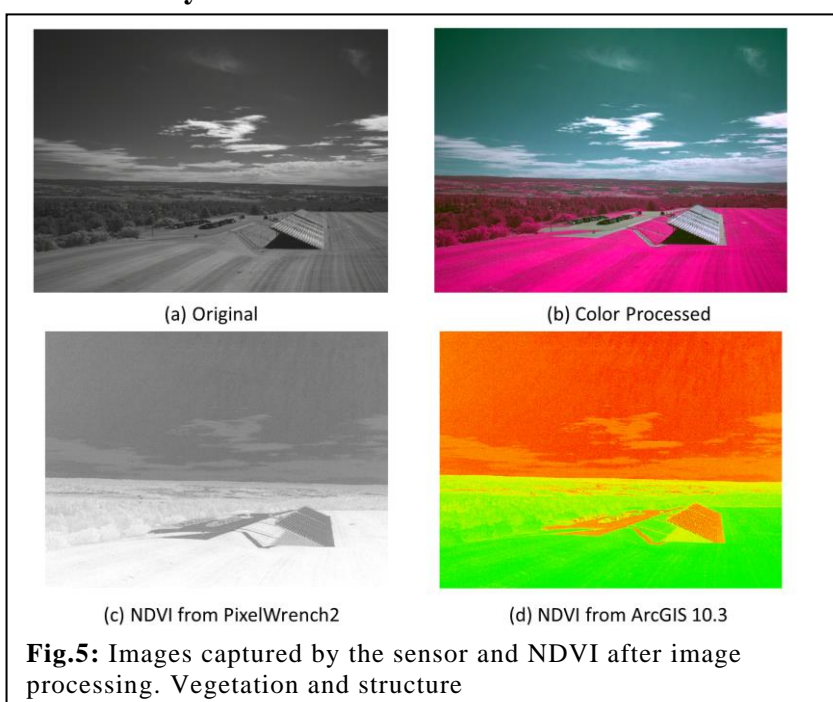 (a) Original
(b) Color Processed
(c) NDVI from PixelWrench2
(d) NDVI from ArcGIS 10.3
Fig.5: Images captured by the sensor and NDVI after image
processing. Vegetation and structure